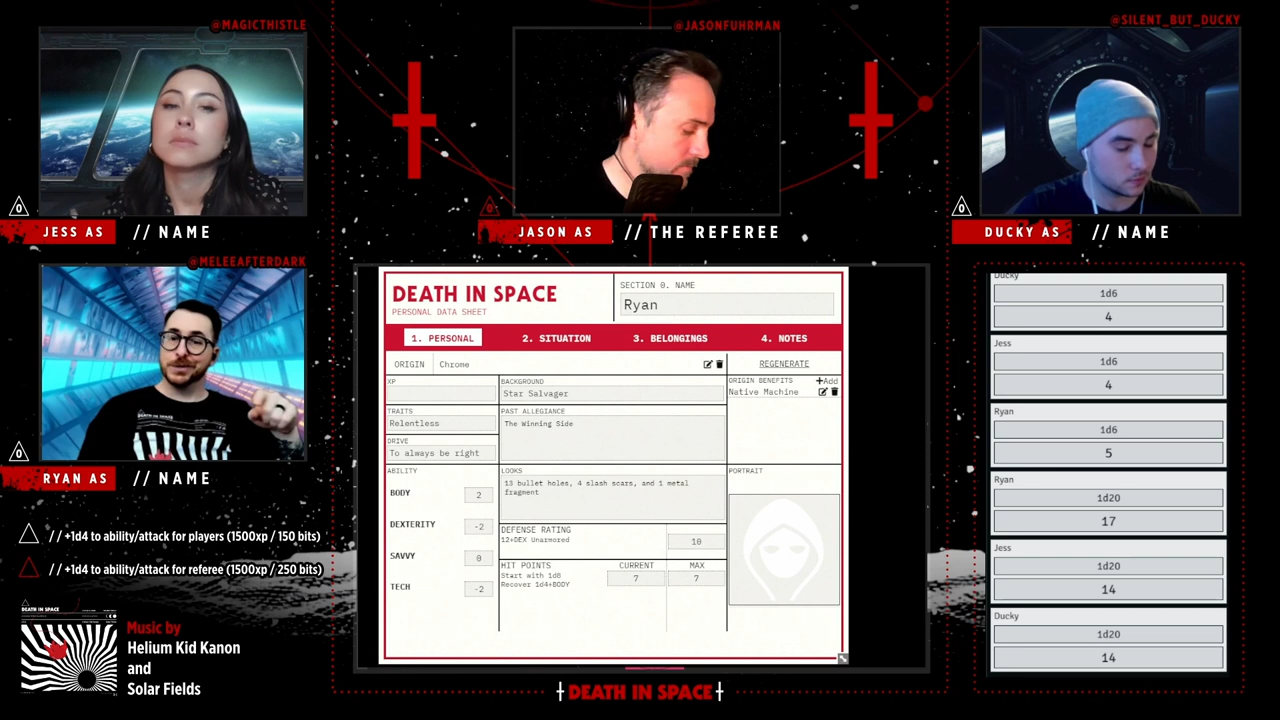 @MAGICTHISTLE
@JASONFUHRMAN
@SILENT_BUT_DUCKY
0
JESS AS // NAME
0
JASON AS // THE REFEREE
0
DUCKY AS // NAME
@MELEEAFTERDARK
0
RYAN AS // NAME
// +1d4 to ability/attack for players (1500xp / 150 bits)
// +1d4 to ability/attack for referee (1500xp / 250 bits)
DEATH IN SPACE
Music by
Helium Kid Kanon
and
Solar Fields
DEATH IN SPACE
PERSONAL DATA SHEET
SECTION 0. NAME
Ryan
1. PERSONAL
2. SITUATION
3. BELONGINGS
4. NOTES
ORIGIN
Chrome
REGENERATE
XP
BACKGROUND
Star Salvager
ORIGIN BENEFITS
+Add
Native Machine
TRAITS
Relentless
PAST ALLEGIANCE
The Winning Side
DRIVE
To always be right
ABILITY
BODY 2
DEXTERITY -2
SAVVY 0
TECH -2
LOOKS
13 bullet holes, 4 slash scars, and 1 metal
fragment
DEFENSE RATING
12+DEX Unarmored
10
HIT POINTS
Start with 1d8
Recover 1d4+BODY
CURRENT
7
MAX
7
PORTRAIT
Ducky
1d6
4
Jess
1d6
4
Ryan
1d6
5
Ryan
1d20
17
Jess
1d20
14
Ducky
1d20
14
DEATH IN SPACE